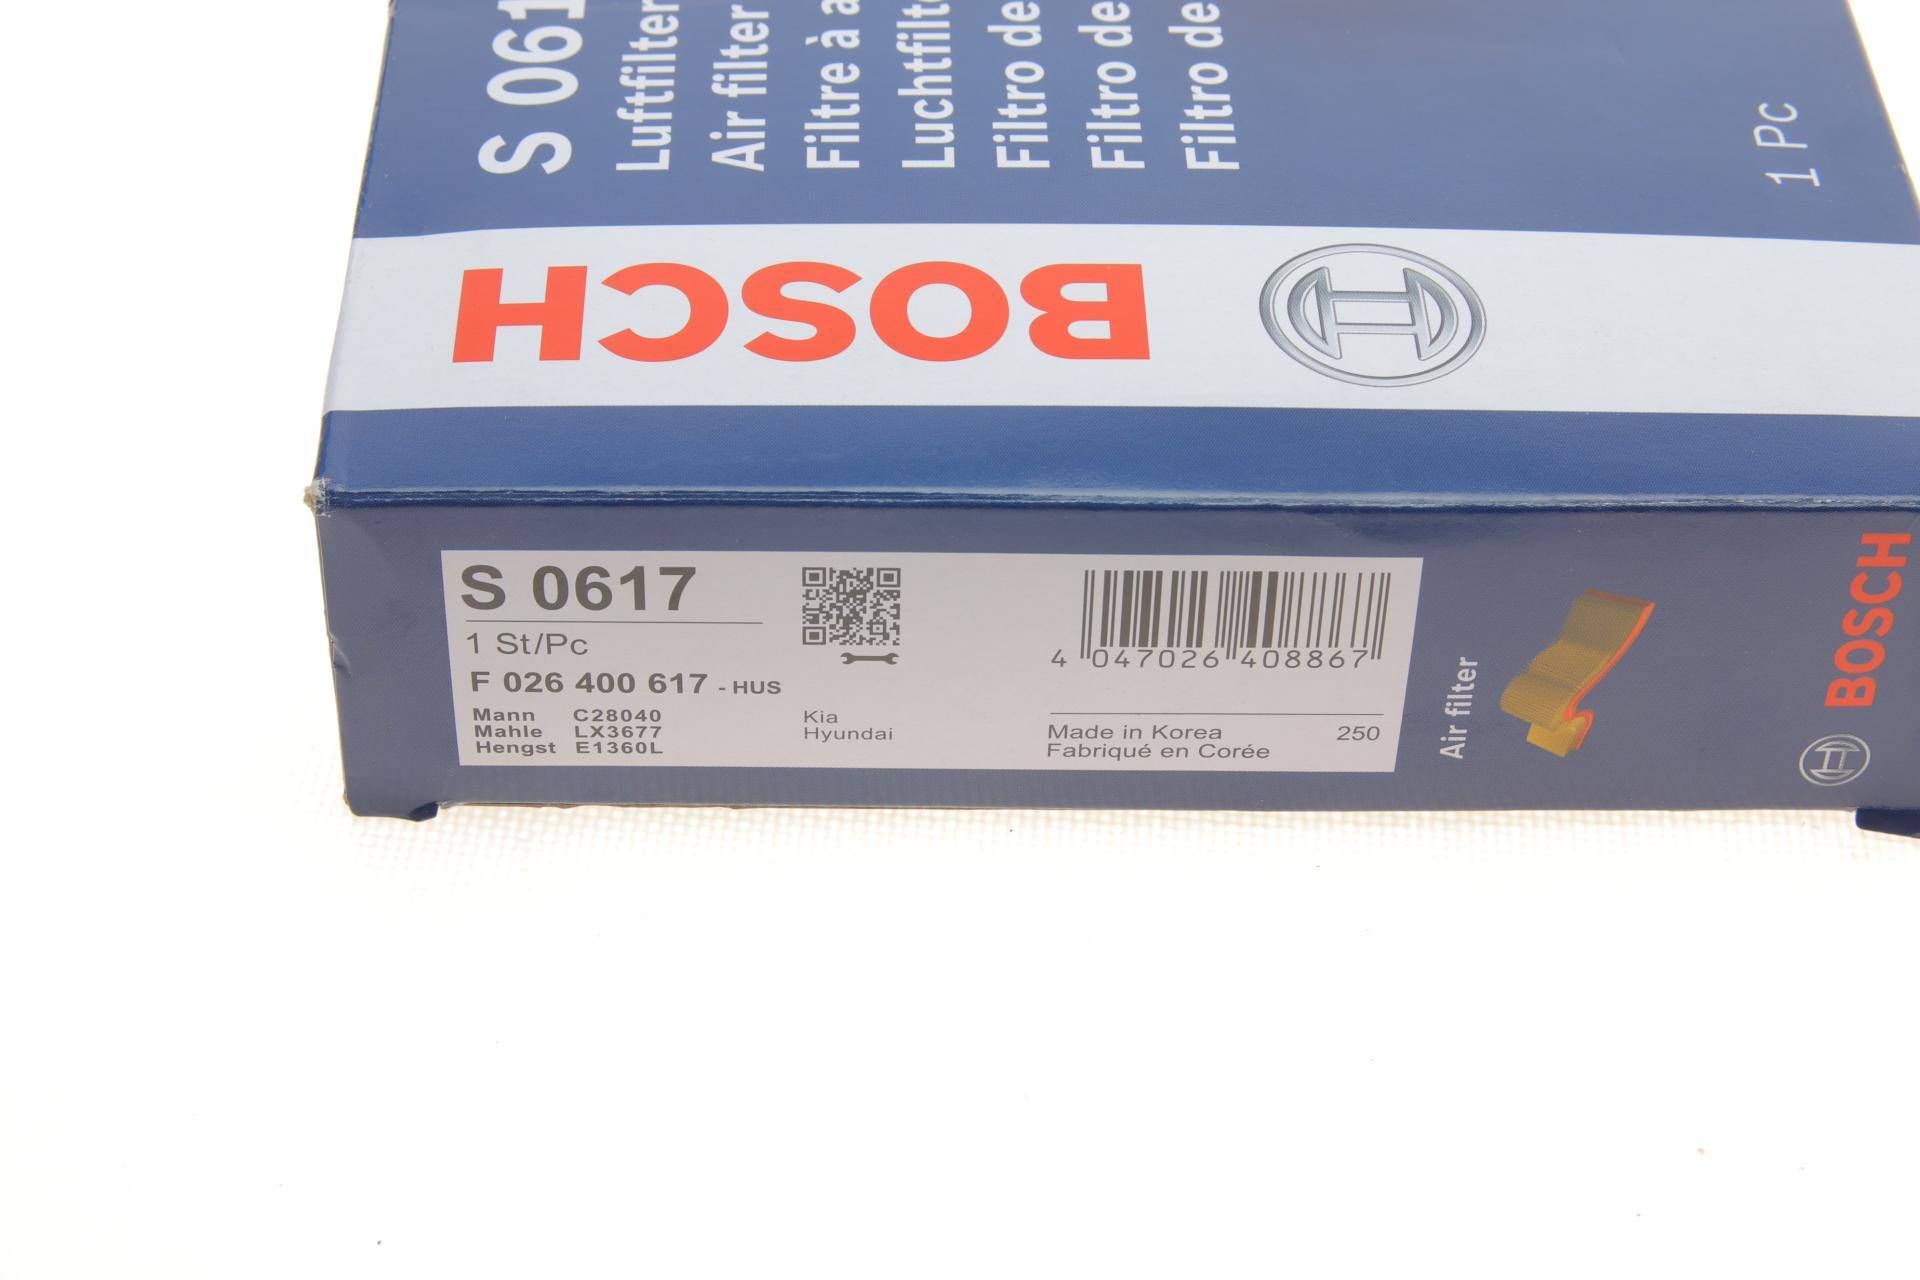 S 061
Luftfilter
Air filter
Filtre à a
Luchtfilt
Filtro de
Filtro de
Filtro de
1 Pc
BOSCH
S 0617
1 St/Pc
F 026 400 617 - HUS
Mann C28040
Mahle LX3677
Hengst E1360L
Kia
Hyundai
4 047026 408867
Made in Korea 250
Fabriqué en Corée
Air filter
BOSCH